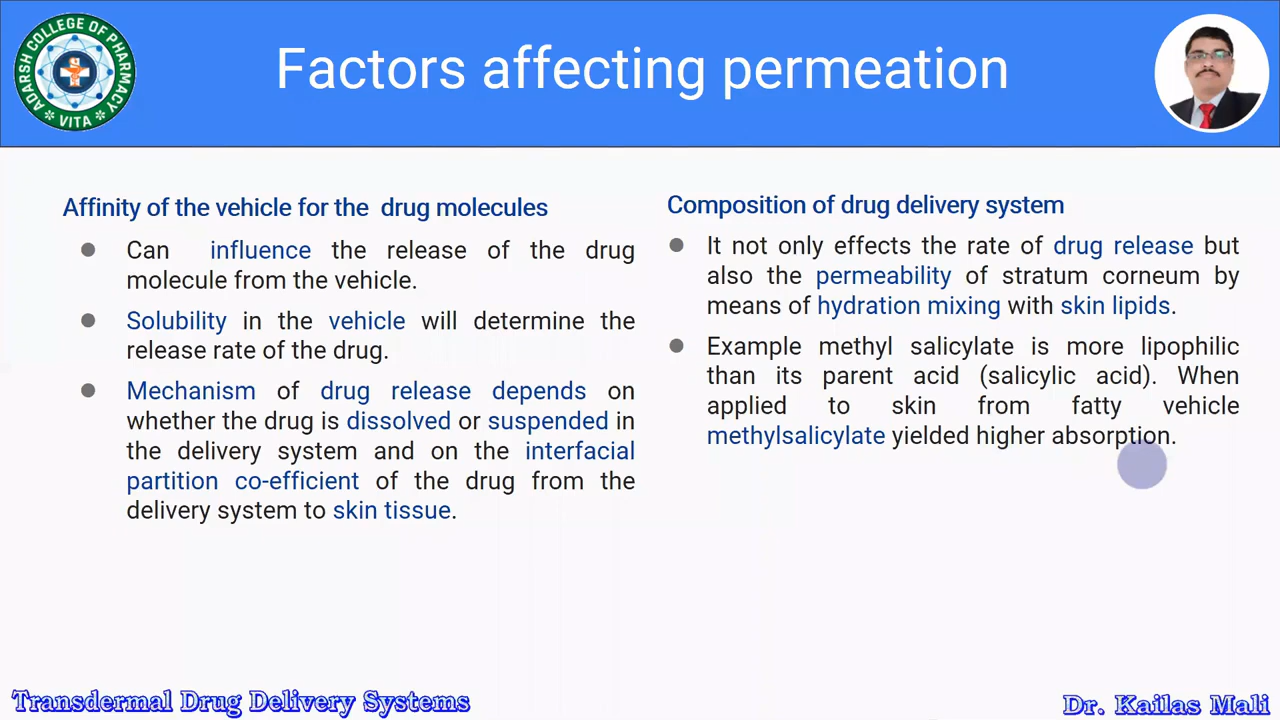 ADARSH COLLEGE OF PHARMACY
VITA
Factors affecting permeation
Affinity of the vehicle for the drug molecules
Can influence the release of the drug
molecule from the vehicle.
Solubility in the vehicle will determine the
release rate of the drug.
Mechanism of drug release depends on
whether the drug is dissolved or suspended in
the delivery system and on the interfacial
partition co-efficient of the drug from the
delivery system to skin tissue.
Composition of drug delivery system
It not only effects the rate of drug release but
also the permeability of stratum corneum by
means of hydration mixing with skin lipids.
Example methyl salicylate is more lipophilic
than its parent acid (salicylic acid). When
applied to skin from fatty vehicle
methylsalicylate yielded higher absorption.
Transdermal Drug Delivery Systems
Dr. Kailas Mali